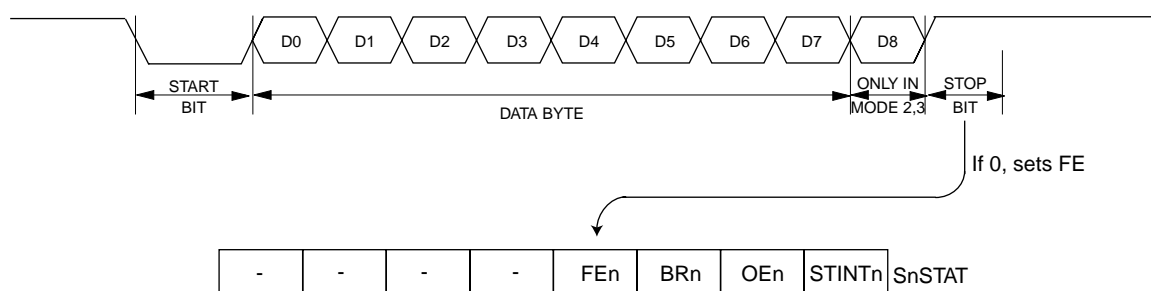 D0 D1 D2 D3 D4 D5 D6 D7 D8
START BIT
DATA BYTE
ONLY IN MODE 2,3
STOP BIT
If 0, sets FE
- - - - FEn BRn OEn STINTn SnSTAT